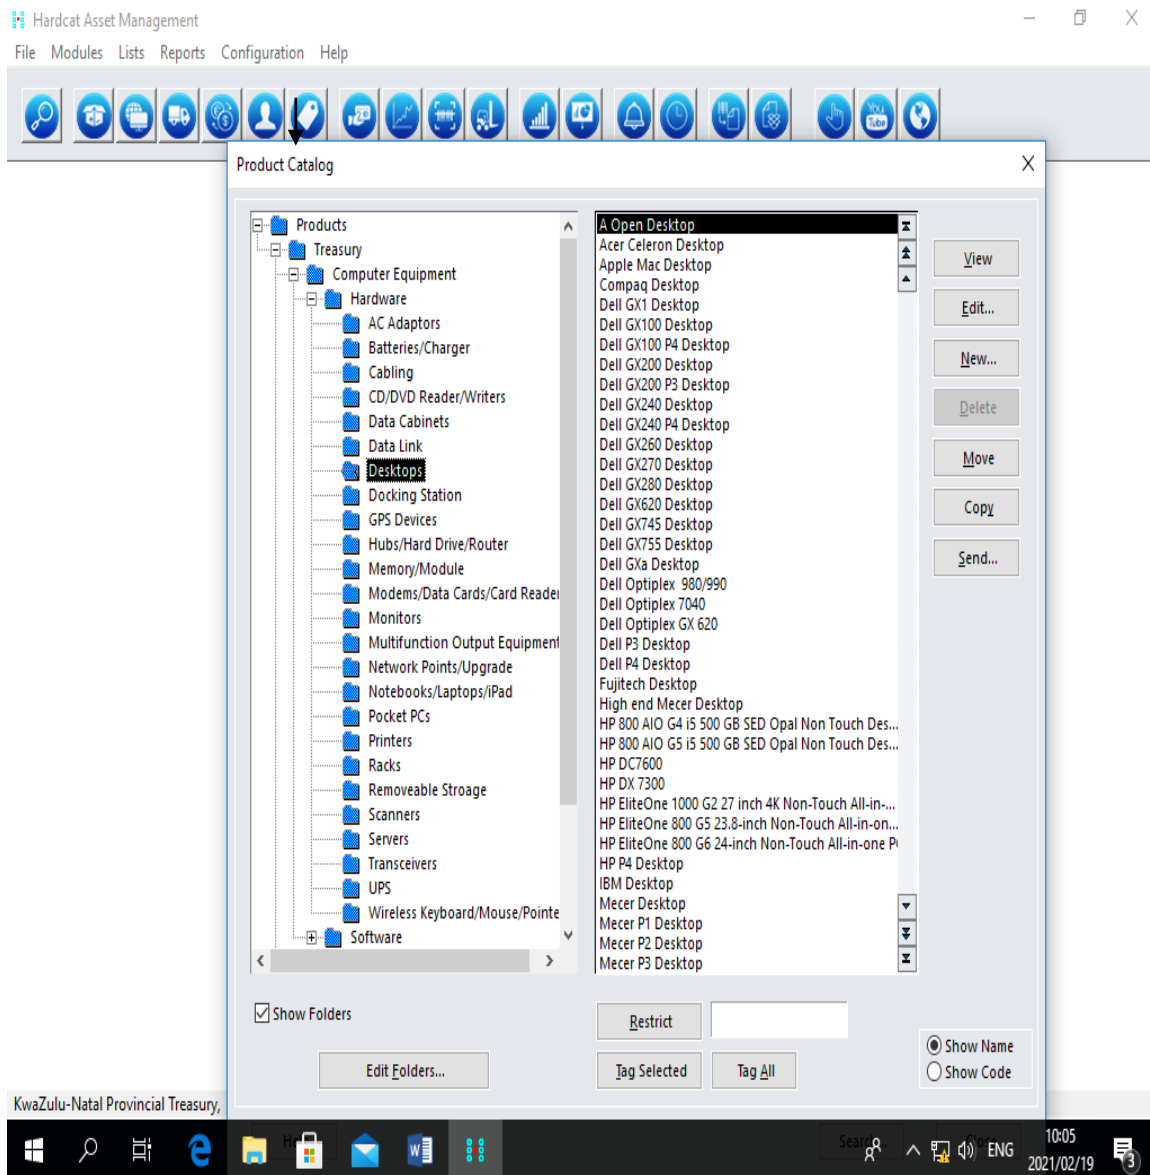 Hardcat Asset Management
File Modules Lists Reports Configuration Help
You
Tube
Product Catalog
Products
Treasury
Computer Equipment
Hardware
AC Adaptors
Batteries/Charger
Cabling
CD/DVD Reader/Writers
Data Cabinets
Data Link
Desktops
Docking Station
GPS Devices
Hubs/Hard Drive/Router
Memory/Module
Modems/Data Cards/Card Reader
Monitors
Multifunction Output Equipment
Network Points/Upgrade
Notebooks/Laptops/iPad
Pocket PCs
Printers
Racks
Removeable Stroage
Scanners
Servers
Transceivers
UPS
Wireless Keyboard/Mouse/Pointe
Software
A Open Desktop
Acer Celeron Desktop
Apple Mac Desktop
Compaq Desktop
Dell GX1 Desktop
Dell GX100 Desktop
Dell GX100 P4 Desktop
Dell GX200 Desktop
Dell GX200 P3 Desktop
Dell GX240 Desktop
Dell GX240 P4 Desktop
Dell GX260 Desktop
Dell GX270 Desktop
Dell GX280 Desktop
Dell GX620 Desktop
Dell GX745 Desktop
Dell GX755 Desktop
Dell GXa Desktop
Dell Optiplex 980/990
Dell Optiplex 7040
Dell Optiplex GX 620
Dell P3 Desktop
Dell P4 Desktop
Fujitech Desktop
High end Mecer Desktop
HP 800 AIO G4 i5 500 GB SED Opal Non Touch Des...
HP 800 AIO G5 i5 500 GB SED Opal Non Touch Des...
HP DC7600
HP DX 7300
HP EliteOne 1000 G2 27 inch 4K Non-Touch All-in-...
HP EliteOne 800 G5 23.8-inch Non-Touch All-in-on...
HP EliteOne 800 G6 24-inch Non-Touch All-in-one P
HP P4 Desktop
IBM Desktop
Mecer Desktop
Mecer P1 Desktop
Mecer P2 Desktop
Mecer P3 Desktop
View
Edit...
New...
Delete
Move
Copy
Send...
Show Folders
Edit Folders...
Restrict
Tag Selected
Tag All
Show Name
Show Code
KwaZulu-Natal Provincial Treasury,
ENG
10:05
2021/02/19
3